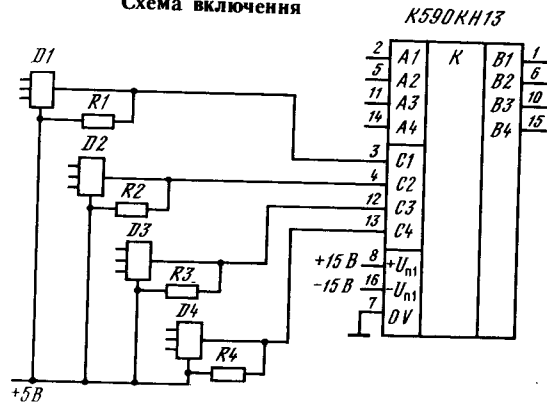 Схема включения
К590КН13
D1
R1
D2
R2
D3
R3
D4
R4
+5В
2 A1 К B1 1
5 A2 B2 6
11 A3 B3 10
14 A4 B4 15
3 C1
4 C2
12 C3
13 C4
+15В 8 +Uп1
-15В 16 -Uп1
7 0V